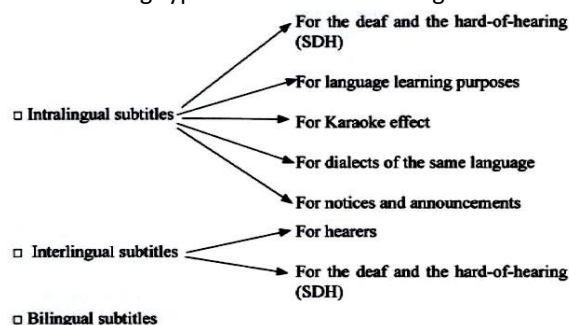 For the deaf and the hard-of-hearing
(SDH)
For language learning purposes
□ Intralingual subtitles
For Karaoke effect
For dialects of the same language
For notices and announcements
For hearers
□ Interlingual subtitles
For the deaf and the hard-of-hearing
(SDH)
□ Bilingual subtitles